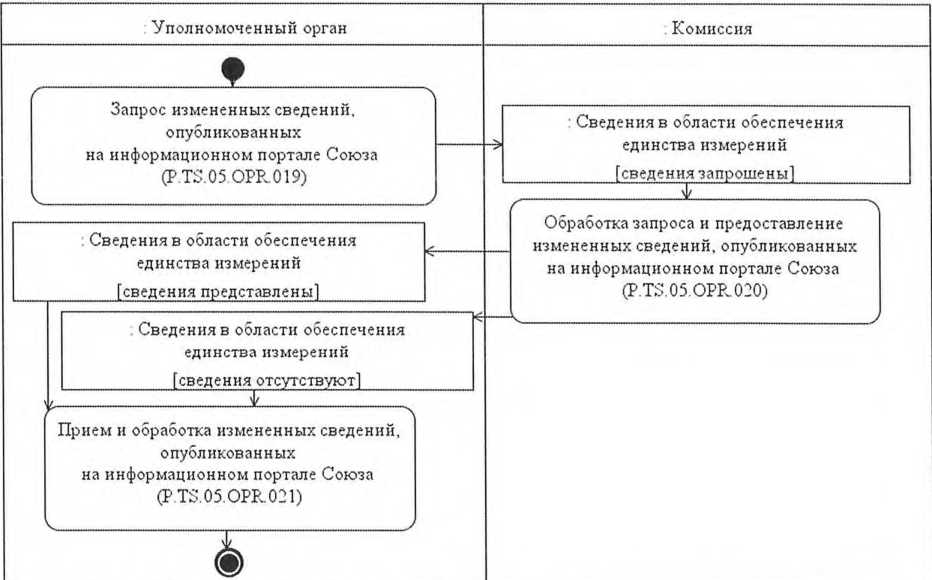 : Уполномоченный орган
: Комиссия
Запрос измененных сведений,
опубликованных
на информационном портале Союза
(P.TS.05.OPR.019)
: Сведения в области обеспечения
единства измерений
[сведения запрошены]
Обработка запроса и предоставление
измененных сведений, опубликованных
на информационном портале Союза
(P.TS.05.OPR.020)
: Сведения в области обеспечения
единства измерений
[сведения представлены]
: Сведения в области обеспечения
единства измерений
[сведения отсутствуют]
Прием и обработка измененных сведений,
опубликованных
на информационном портале Союза
(P.TS.05.OPR.021)